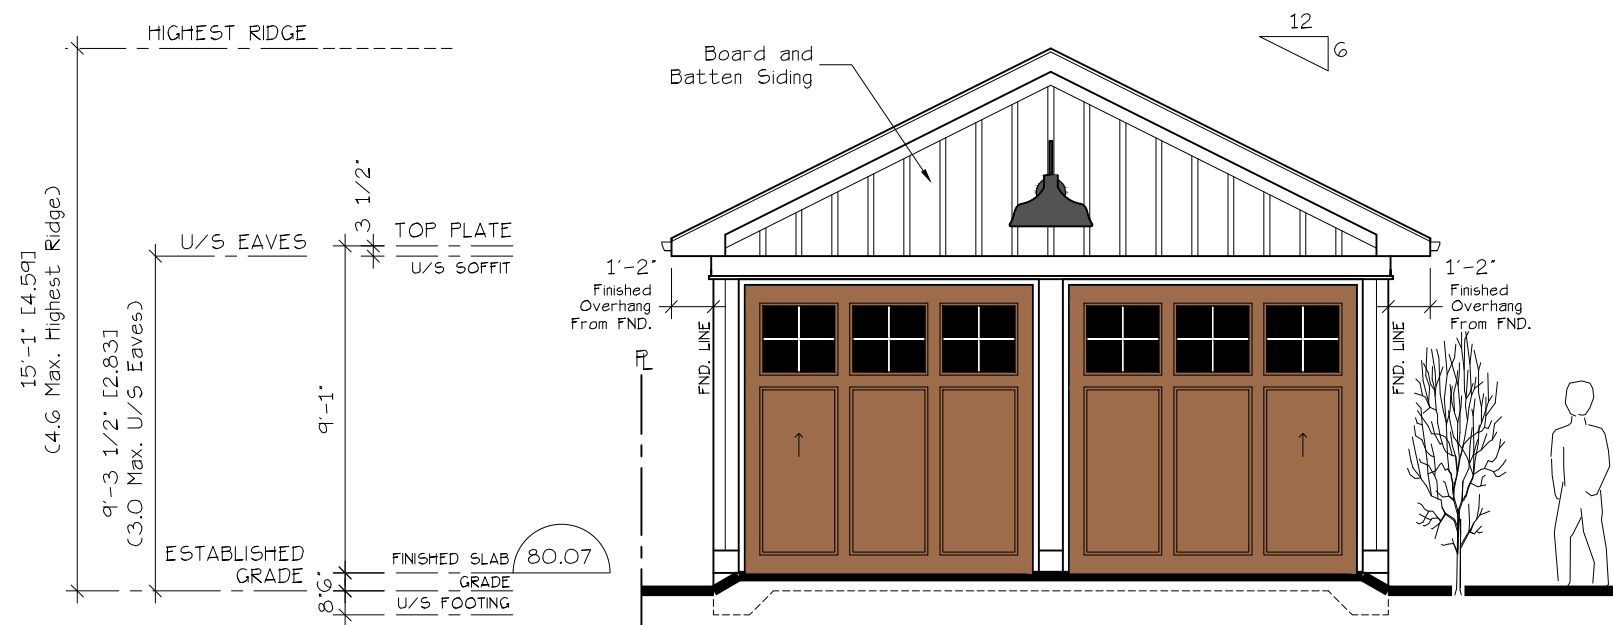 HIGHEST RIDGE
12
6
Board and
Batten Siding
15'-1" [4.59]
(4.6 Max. Highest Ridge)
9'-3 1/2" [2.83]
(3.0 Max. U/S Eaves)
3 1/2"
U/S EAVES
TOP PLATE
U/S SOFFIT
9'-1"
1'-2"
Finished
Overhang
From FND.
FND. LINE
1'-2"
Finished
Overhang
From FND.
FND. LINE
PL
ESTABLISHED
GRADE
FINISHED SLAB
80.07
GRADE
6"
8"
U/S FOOTING